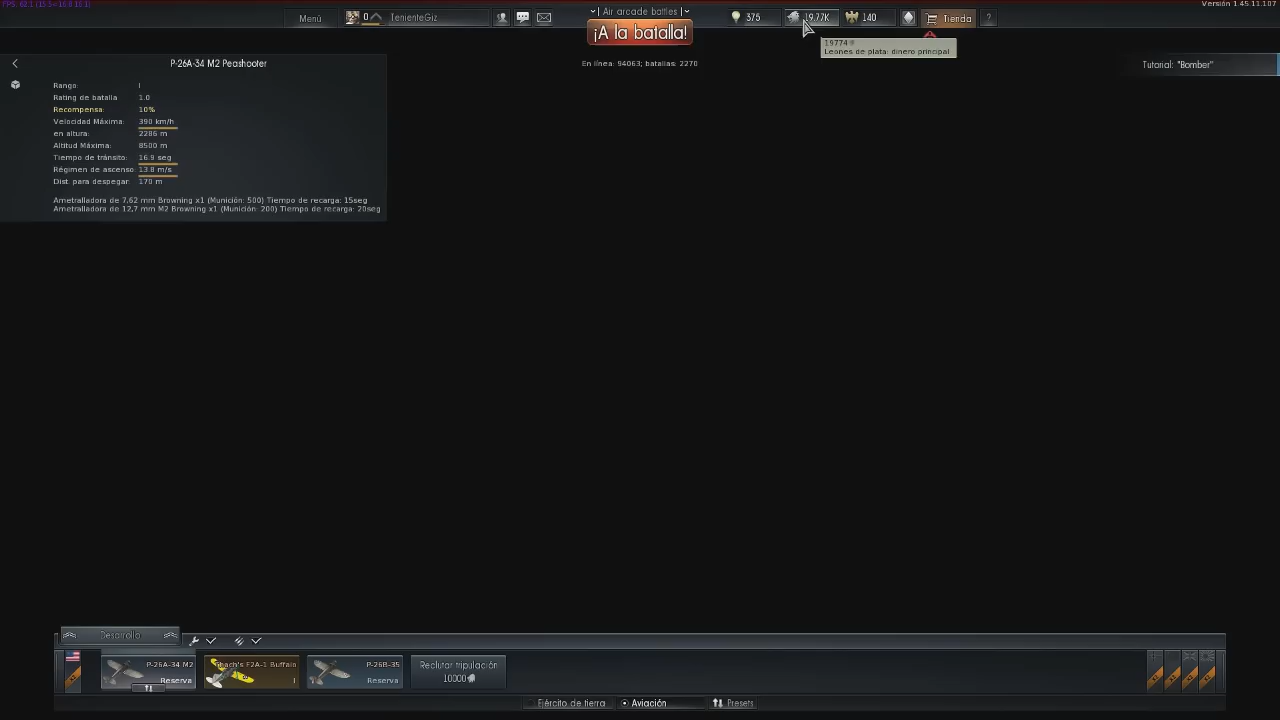 Versión 1.45.11.107
Menú
0 TenienteGiz
Air arcade battles
¡A la batalla!
En línea: 94063; batallas: 2270
375
19.77K
140
Tienda
?
19774
Leones de plata: dinero principal
Tutorial: "Bomber"
P-26A-34 M2 Peashooter
Rango: I
Rating de batalla 1.0
Recompensa: 10%
Velocidad Máxima: 390 km/h
en altura: 2286 m
Altitud Máxima: 8500 m
Tiempo de tránsito: 16.9 seg
Régimen de ascenso: 13.8 m/s
Dist. para despegar: 170 m
Ametralladora de 7,62 mm Browning x1 (Munición: 500) Tiempo de recarga: 15seg
Ametralladora de 12,7 mm M2 Browning x1 (Munición: 200) Tiempo de recarga: 20seg
Desarrollo
P-26A-34 M2
Reserva
F2A-1 Buffalo
I
P-26B-35
Reserva
Reclutar tripulación
10000
Ejército de tierra
Aviación
Presets